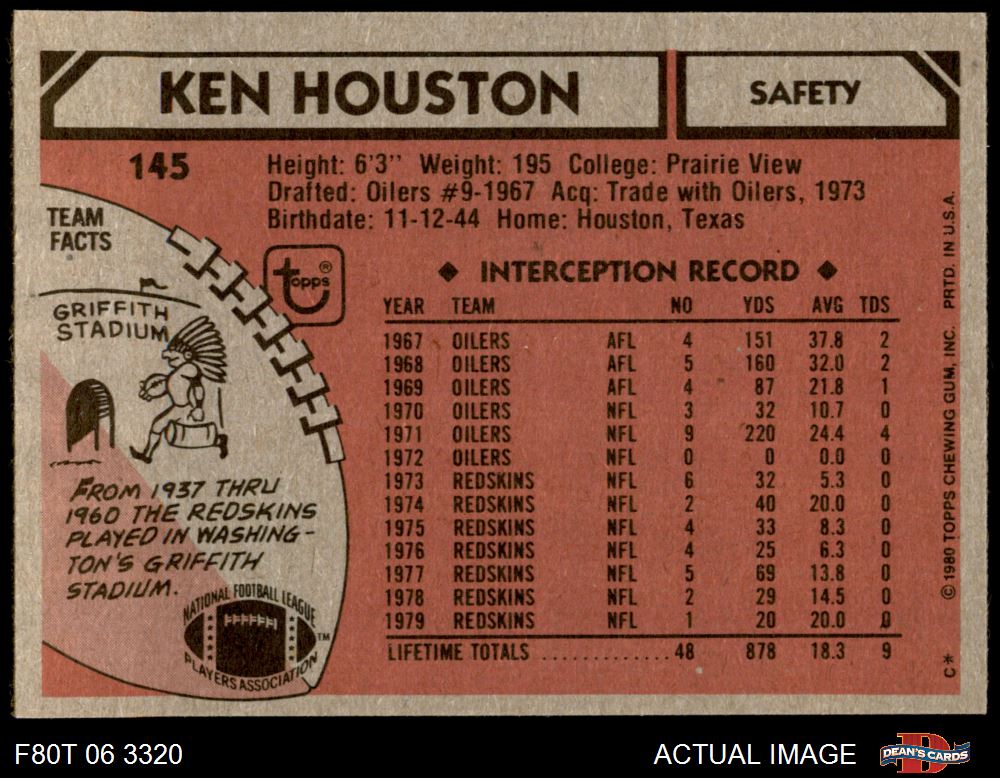 KEN HOUSTON
SAFETY
145
Height: 6'3'' Weight: 195 College: Prairie View
Drafted: Oilers #9-1967 Acq: Trade with Oilers, 1973
Birthdate: 11-12-44 Home: Houston, Texas
TEAM
FACTS
topps®
GRIFFITH
STADIUM
FROM 1937 THRU
1960 THE REDSKINS
PLAYED IN WASHING-
TON'S GRIFFITH
STADIUM.
NATIONAL FOOTBALL LEAGUE
PLAYERS ASSOCIATION
TM
◆ INTERCEPTION RECORD ◆
YEAR TEAM NO YDS AVG TDS
1967 OILERS AFL 4 151 37.8 2
1968 OILERS AFL 5 160 32.0 2
1969 OILERS AFL 4 87 21.8 1
1970 OILERS NFL 3 32 10.7 0
1971 OILERS NFL 9 220 24.4 4
1972 OILERS NFL 0 0 0.0 0
1973 REDSKINS NFL 6 32 5.3 0
1974 REDSKINS NFL 2 40 20.0 0
1975 REDSKINS NFL 4 33 8.3 0
1976 REDSKINS NFL 4 25 6.3 0
1977 REDSKINS NFL 5 69 13.8 0
1978 REDSKINS NFL 2 29 14.5 0
1979 REDSKINS NFL 1 20 20.0 0
LIFETIME TOTALS ............. 48 878 18.3 9
C* © 1980 TOPPS CHEWING GUM, INC. PRTD. IN U.S.A.
F80T 06 3320
ACTUAL IMAGE
D
DEAN'S CARDS